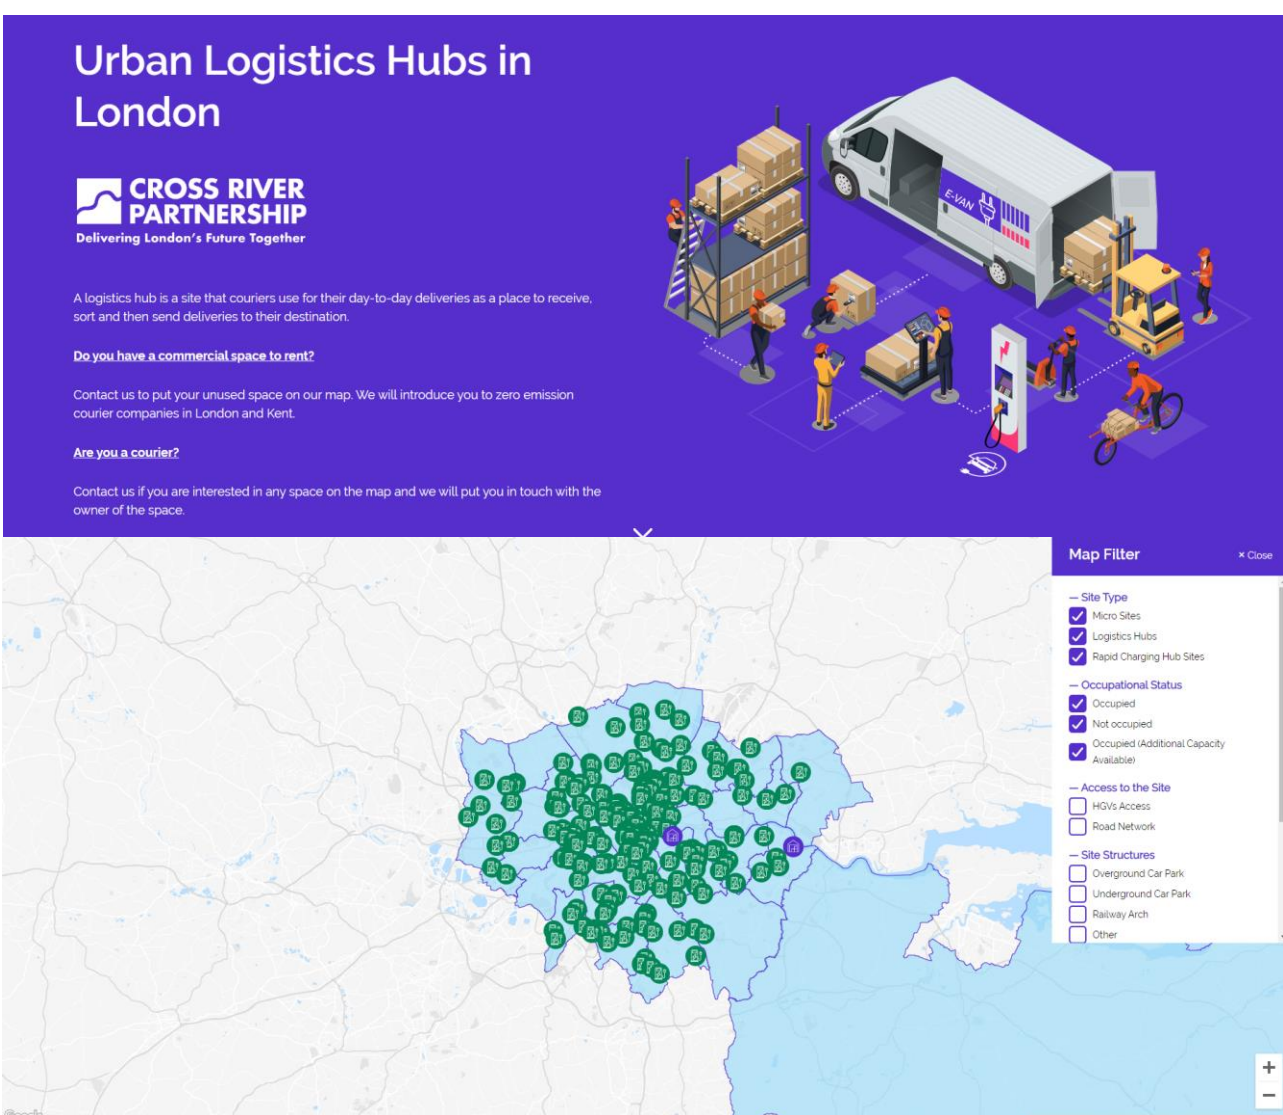 Urban Logistics Hubs in
London
CROSS RIVER
PARTNERSHIP
Delivering London's Future Together
A logistics hub is a site that couriers use for their day-to-day deliveries as a place to receive,
sort and then send deliveries to their destination.
Do you have a commercial space to rent?
Contact us to put your unused space on our map. We will introduce you to zero emission
courier companies in London and Kent.
Are you a courier?
Contact us if you are interested in any space on the map and we will put you in touch with the
owner of the space.
E-VAN
Map Filter
× Close
— Site Type
Micro Sites
Logistics Hubs
Rapid Charging Hub Sites
— Occupational Status
Occupied
Not occupied
Occupied (Additional Capacity
Available)
— Access to the Site
HGVs Access
Road Network
— Site Structures
Overground Car Park
Underground Car Park
Railway Arch
Other
+
−